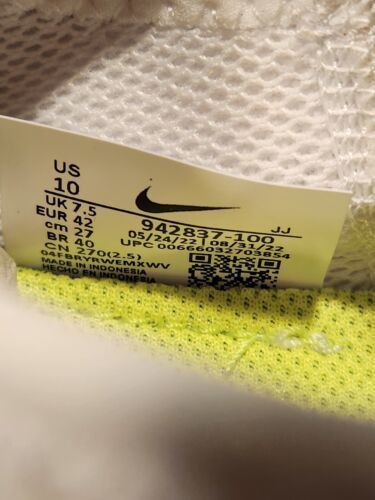 US
10
UK 7.5
EUR 42
cm 27
BR 40
CN 270(2.5)
04FBRYRWEMXWV
MADE IN INDONESIA
HECHO EN INDONESIA
JJ
942837-100
05/24/22 | 08/31/22
UPC 00666032703854